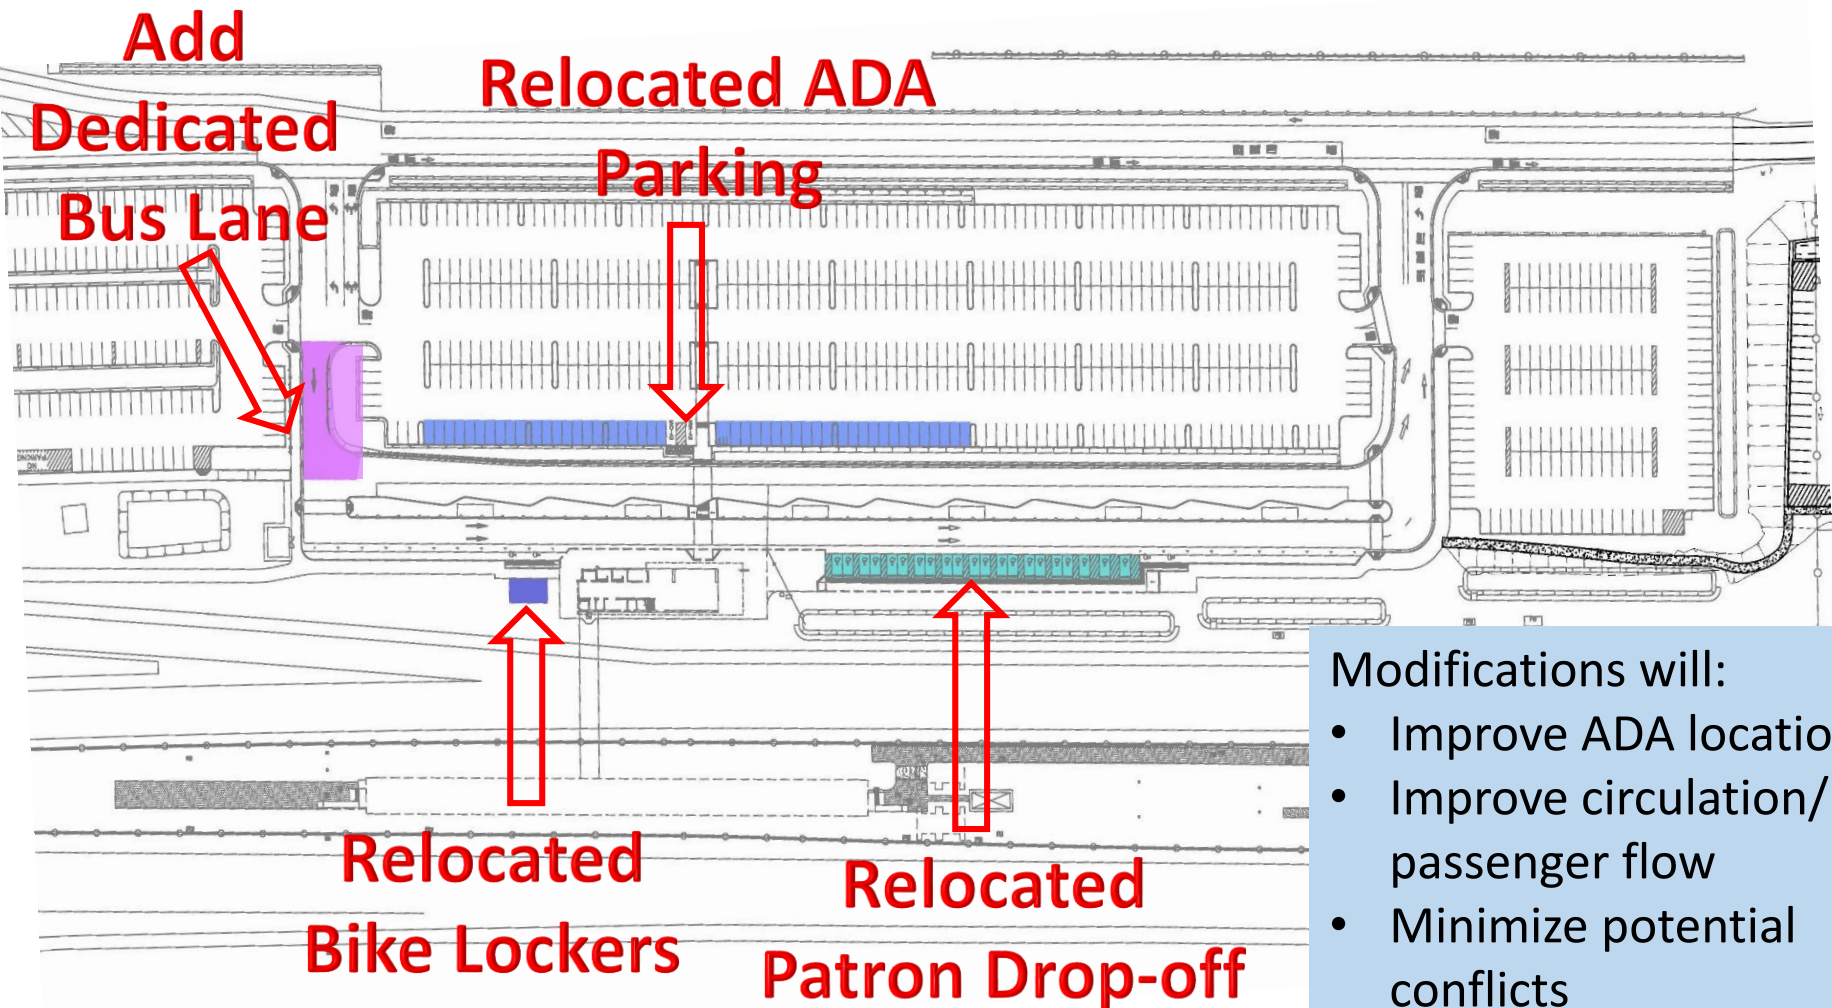 Add
Dedicated
Bus Lane
Relocated ADA
Parking
Relocated
Bike Lockers
Relocated
Patron Drop-off
Modifications will:
• Improve ADA locatio
• Improve circulation/
passenger flow
• Minimize potential
conflicts